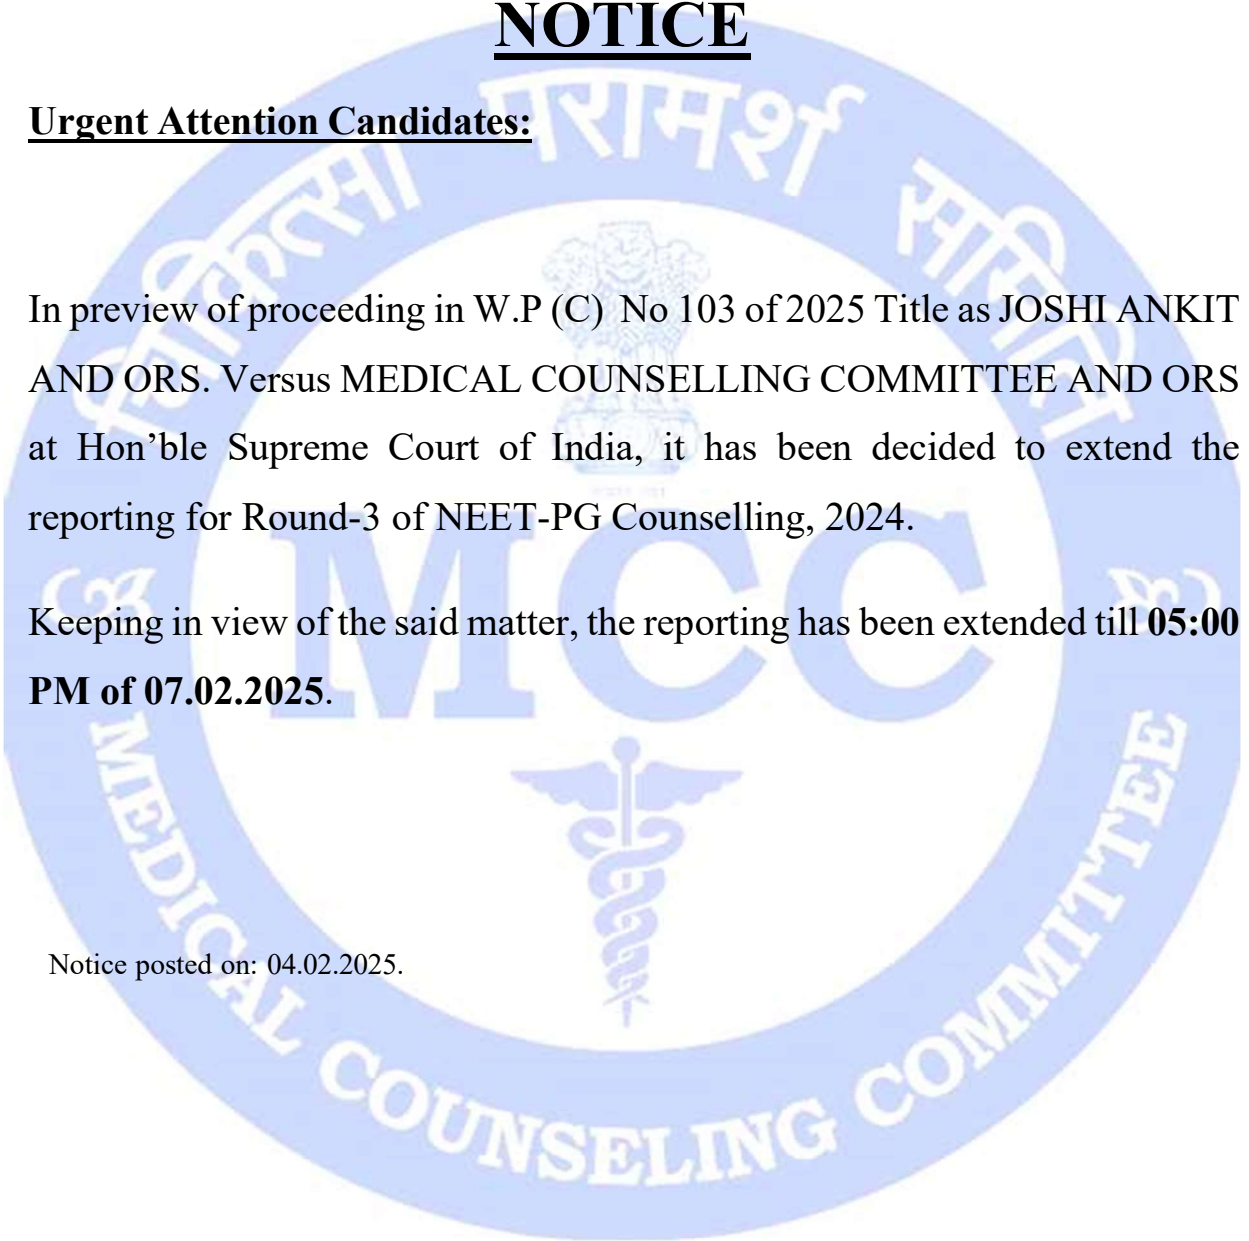 NOTICE
Urgent Attention Candidates:
चिकित्सा परामर्श समिति
In preview of proceeding in W.P (C) No 103 of 2025 Title as JOSHI ANKIT
AND ORS. Versus MEDICAL COUNSELLING COMMITTEE AND ORS
at Hon’ble Supreme Court of India, it has been decided to extend the
reporting for Round-3 of NEET-PG Counselling, 2024.
MCC
Keeping in view of the said matter, the reporting has been extended till 05:00
PM of 07.02.2025.
Notice posted on: 04.02.2025.
MEDICAL COUNSELING COMMITTEE